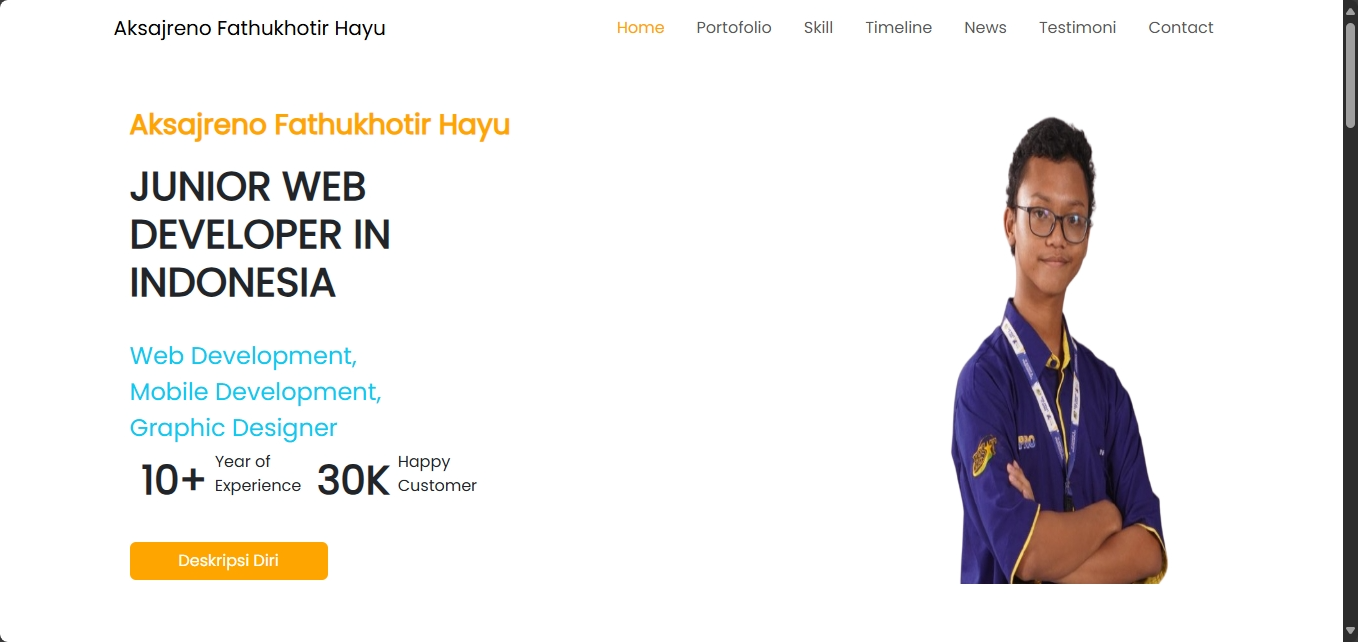 Aksajreno Fathukhotir Hayu
Home Portofolio Skill Timeline News Testimoni Contact
Aksajreno Fathukhotir Hayu
JUNIOR WEB
DEVELOPER IN
INDONESIA
Web Development,
Mobile Development,
Graphic Designer
10+ Year of
Experience
30K Happy
Customer
Deskripsi Diri